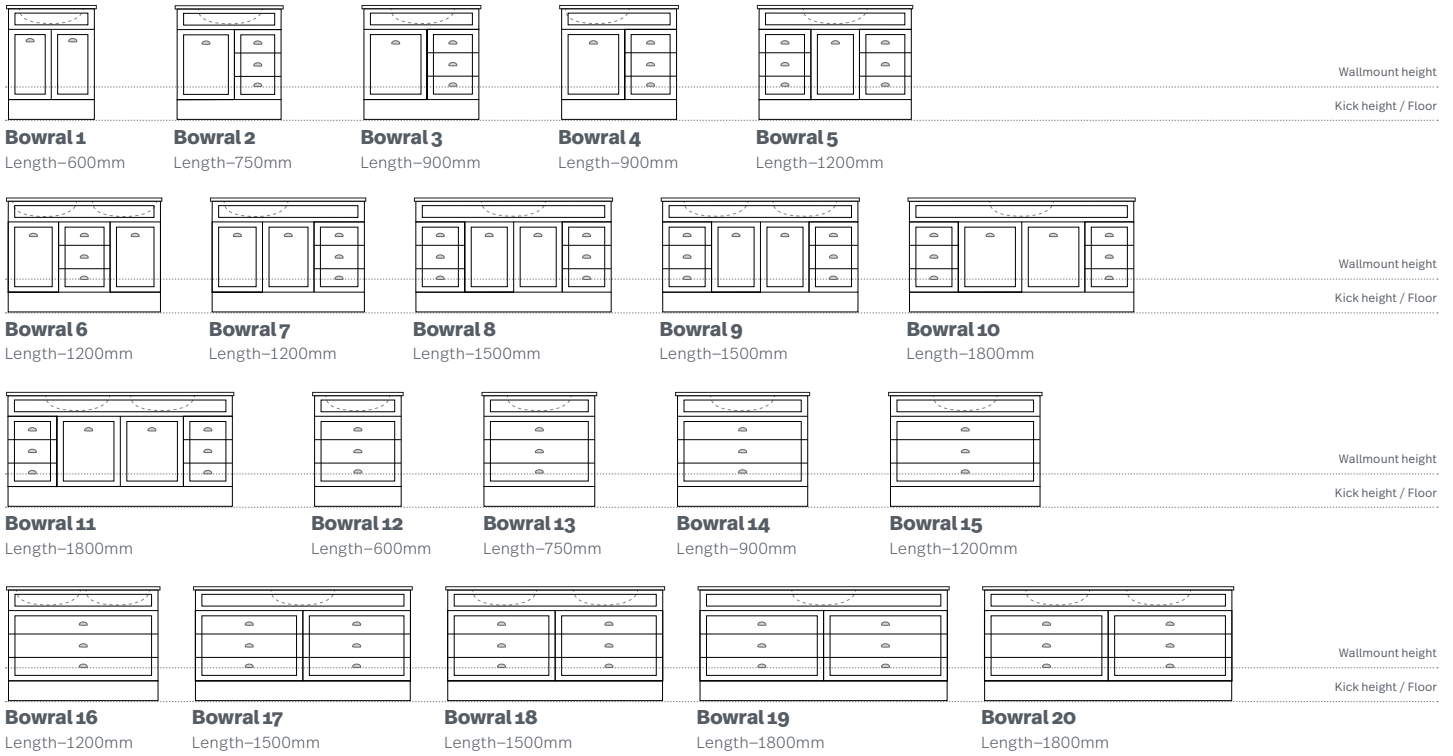 Wallmount height
Kick height / Floor
Bowral 1 Bowral 2 Bowral 3 Bowral 4 Bowral 5
Length–600mm Length–750mm Length–900mm Length–900mm Length–1200mm
Wallmount height
Kick height / Floor
Bowral 6 Bowral 7 Bowral 8 Bowral 9 Bowral 10
Length–1200mm Length–1200mm Length–1500mm Length–1500mm Length–1800mm
Wallmount height
Kick height / Floor
Bowral 11 Bowral 12 Bowral 13 Bowral 14 Bowral 15
Length–1800mm Length–600mm Length–750mm Length–900mm Length–1200mm
Wallmount height
Kick height / Floor
Bowral 16 Bowral 17 Bowral 18 Bowral 19 Bowral 20
Length–1200mm Length–1500mm Length–1500mm Length–1800mm Length–1800mm